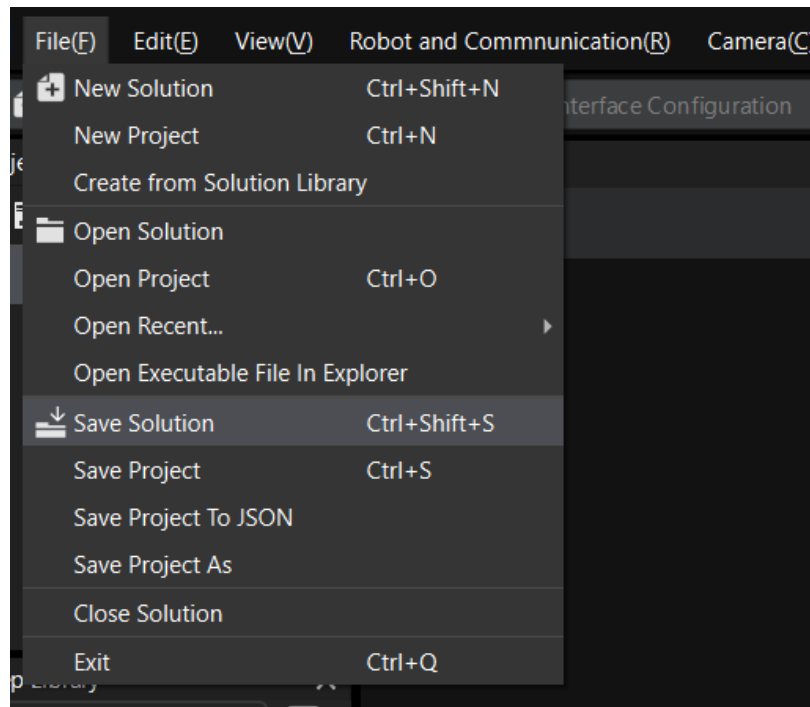 File(F) Edit(E) View(V) Robot and Commnunication(R) Camera(C
New Solution Ctrl+Shift+N
nterface Configuration
New Project Ctrl+N
Create from Solution Library
Open Solution
Open Project Ctrl+O
Open Recent...
Open Executable File In Explorer
Save Solution Ctrl+Shift+S
Save Project Ctrl+S
Save Project To JSON
Save Project As
Close Solution
Exit Ctrl+Q